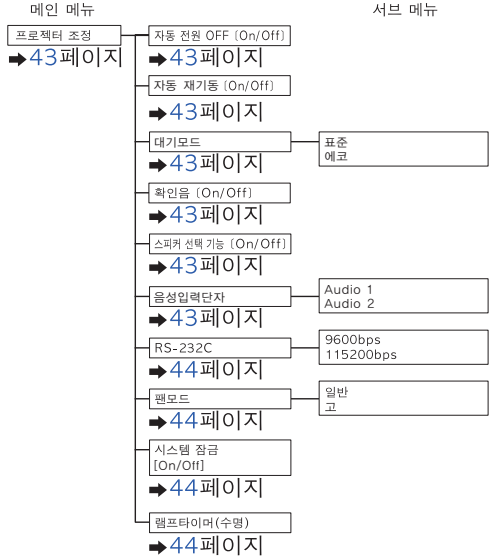 메인 메뉴
서브 메뉴
프로젝터 조정
➡43페이지
자동 전원 OFF [On/Off]
➡43페이지
자동 재기동 [On/Off]
➡43페이지
대기모드
➡43페이지
표준
에코
확인음 [On/Off]
➡43페이지
스피커 선택 기능 [On/Off]
➡43페이지
음성입력단자
➡43페이지
Audio 1
Audio 2
RS-232C
➡44페이지
9600bps
115200bps
팬모드
➡44페이지
일반
고
시스템 잠금
[On/Off]
➡44페이지
램프타이머(수명)
➡44페이지